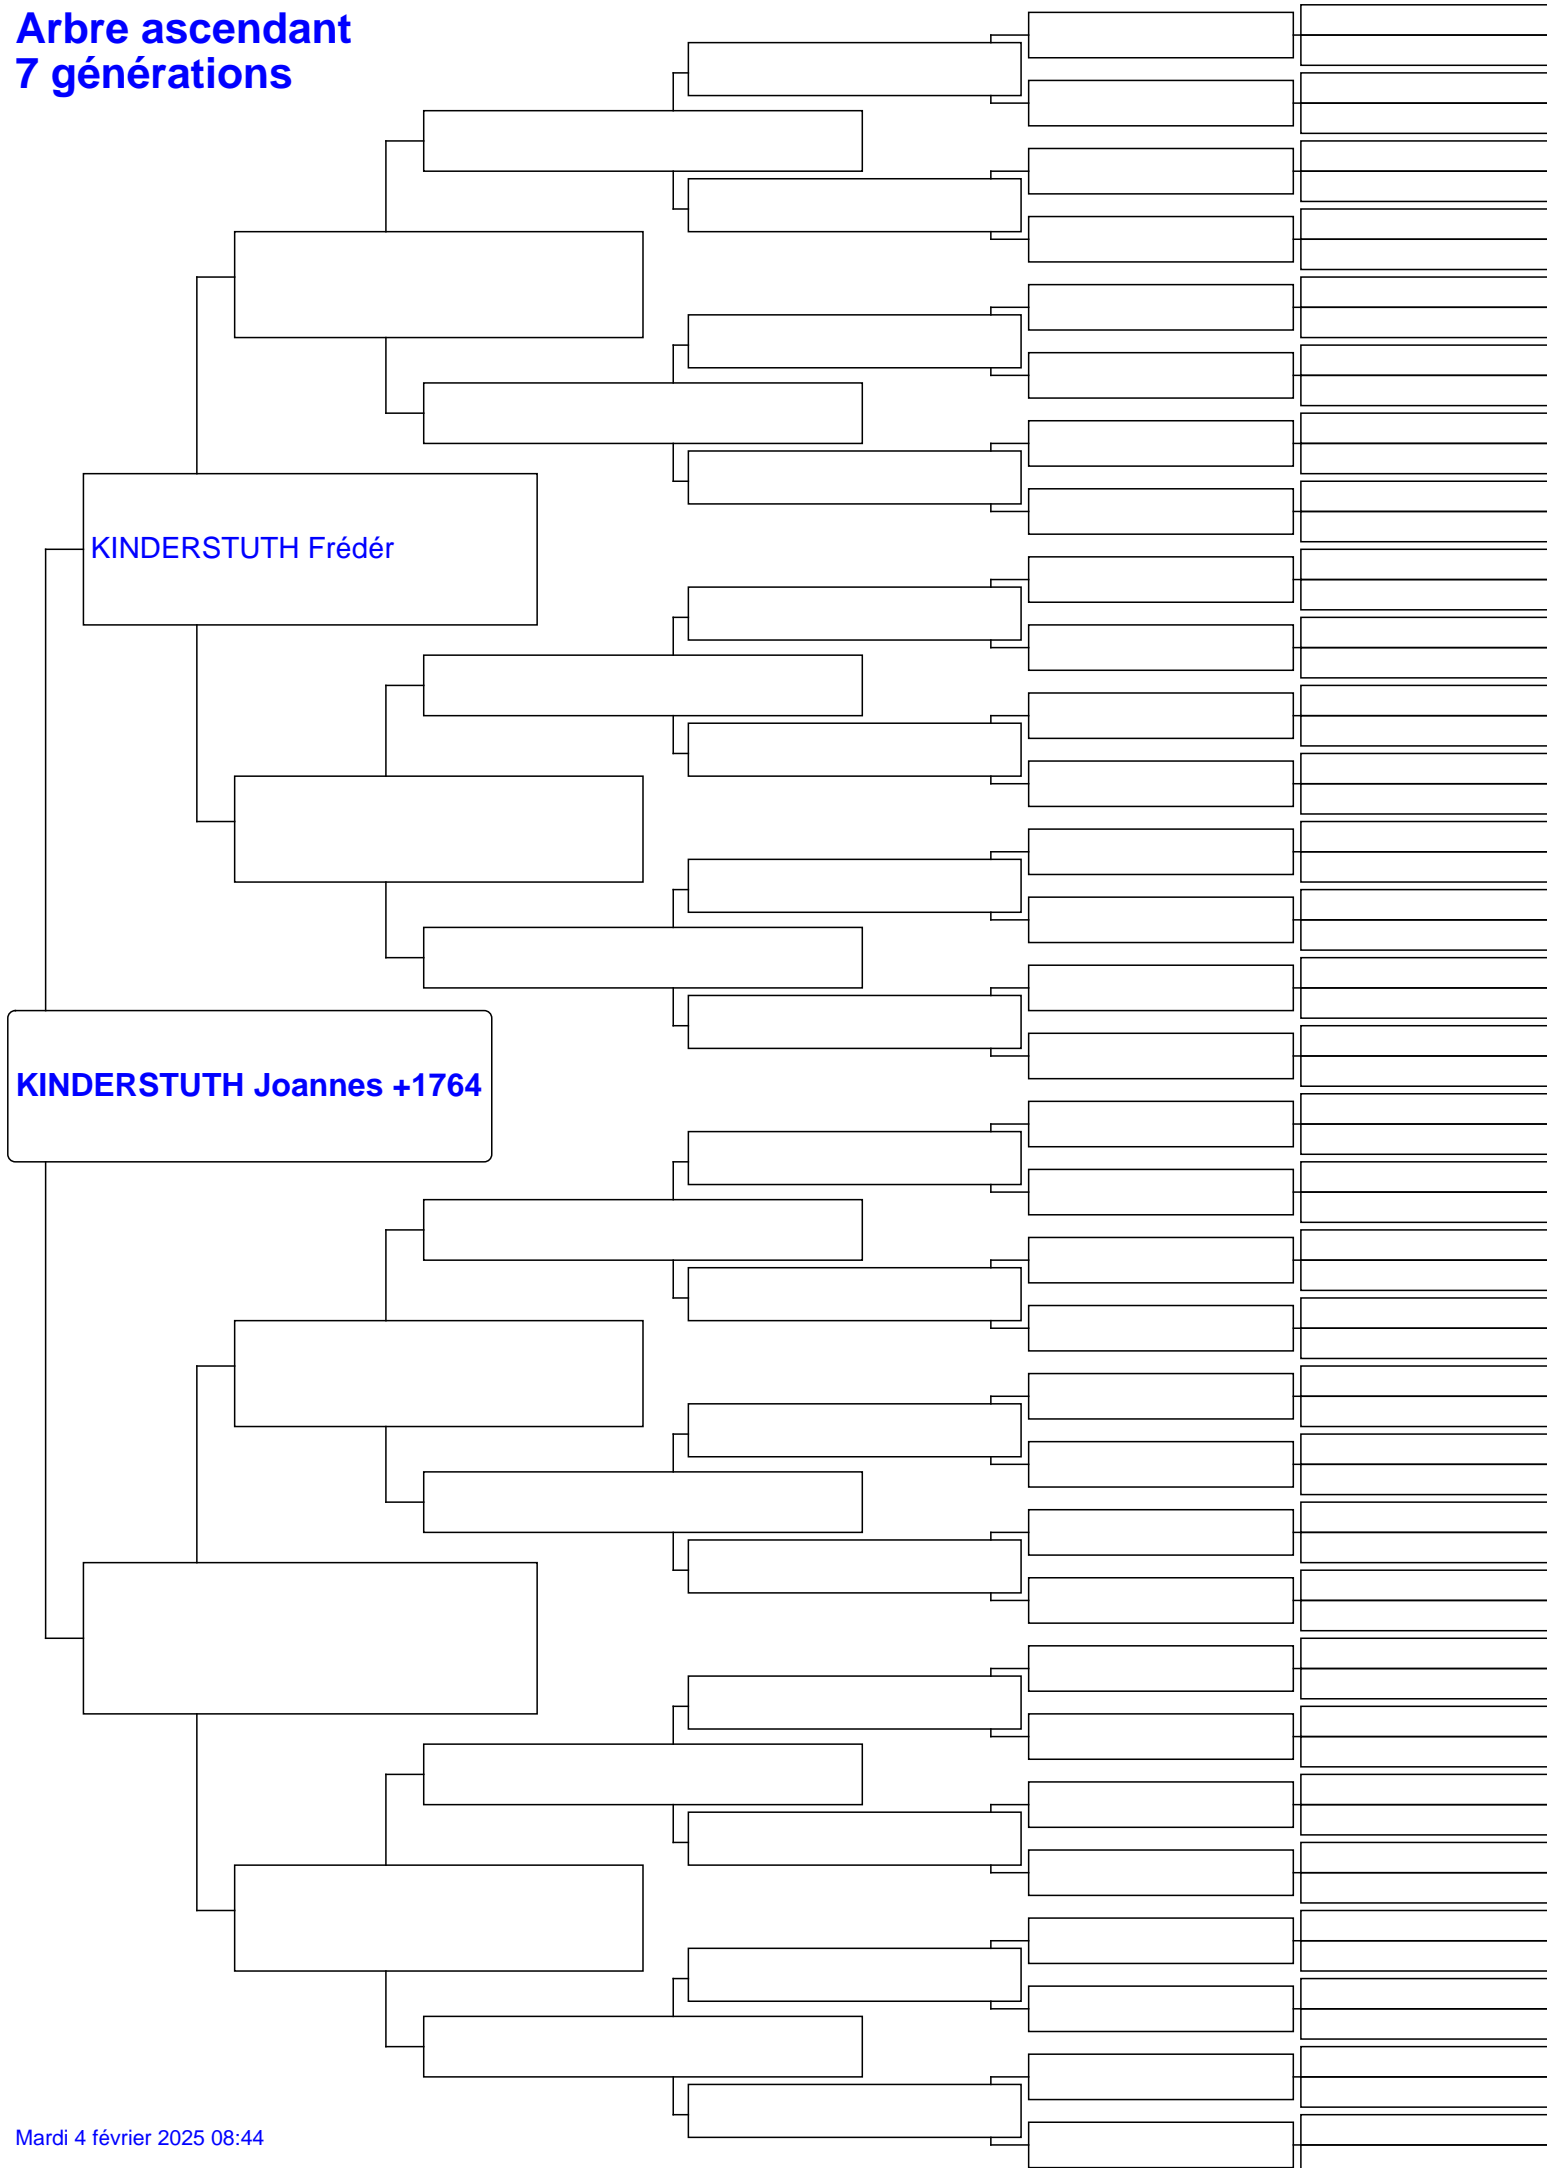 Arbre ascendant
7 générations
KINDERSTUTH Frédér
KINDERSTUTH Joannes +1764
Mardi 4 février 2025 08:44